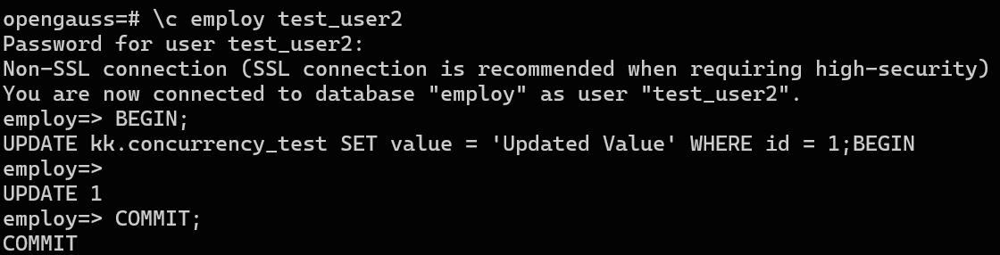 opengauss=# \c employ test_user2
Password for user test_user2:
Non-SSL connection (SSL connection is recommended when requiring high-security)
You are now connected to database "employ" as user "test_user2".
employ=> BEGIN;
UPDATE kk.concurrency_test SET value = 'Updated Value' WHERE id = 1;BEGIN
employ=>
UPDATE 1
employ=> COMMIT;
COMMIT